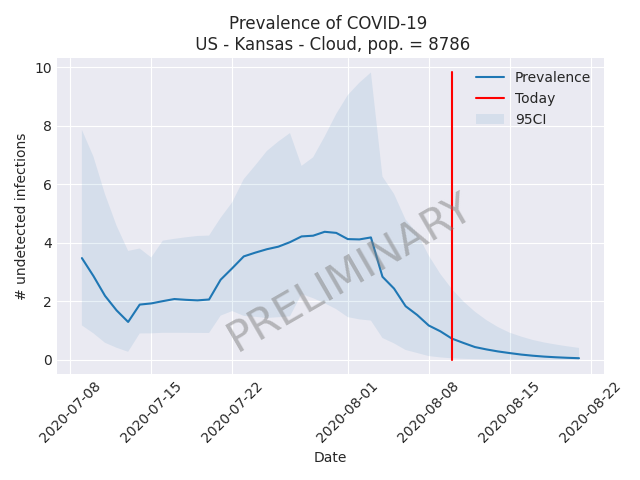 Prevalence of COVID-19
US - Kansas - Cloud, pop. = 8786
10
8
6
4
2
0
# undetected infections
Prevalence
Today
95CI
PRELIMINARY
2020-07-08
2020-07-15
2020-07-22
2020-08-01
2020-08-08
2020-08-15
2020-08-22
Date